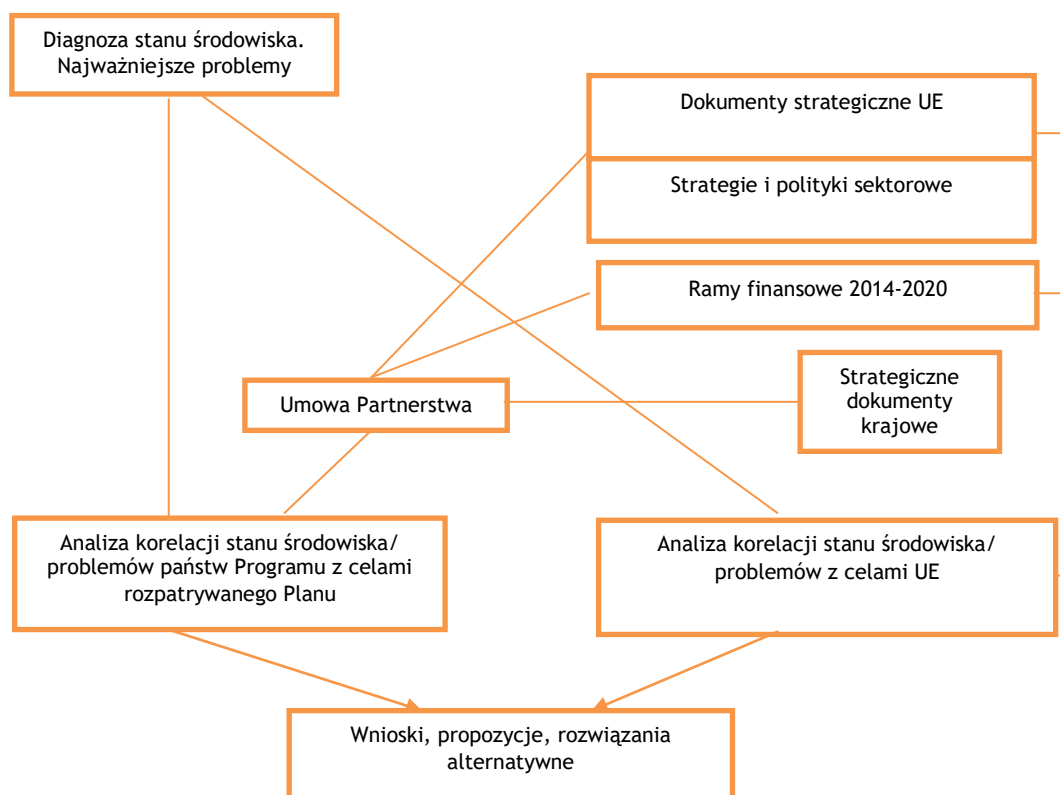 Diagnoza stanu środowiska.
Najważniejsze problemy
Dokumenty strategiczne UE
Strategie i polityki sektorowe
Ramy finansowe 2014-2020
Strategiczne
dokumenty
krajowe
Umowa Partnerstwa
Analiza korelacji stanu środowiska/
problemów państw Programu z celami
rozpatrywanego Planu
Analiza korelacji stanu środowiska/
problemów z celami UE
Wnioski, propozycje, rozwiązania
alternatywne